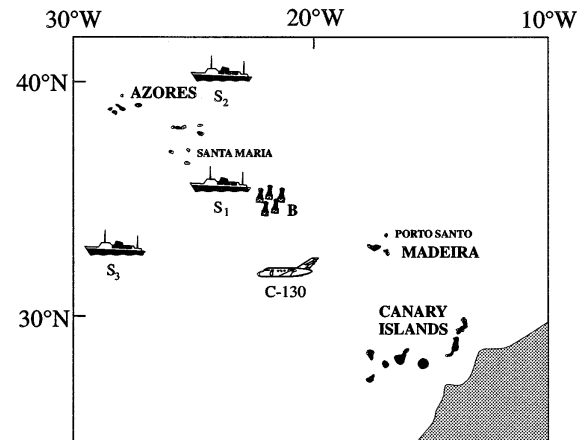 30°W
20°W
10°W
40°N
AZORES
S2
SANTA MARIA
S1
B
PORTO SANTO
MADEIRA
S3
C-130
30°N
CANARY
ISLANDS